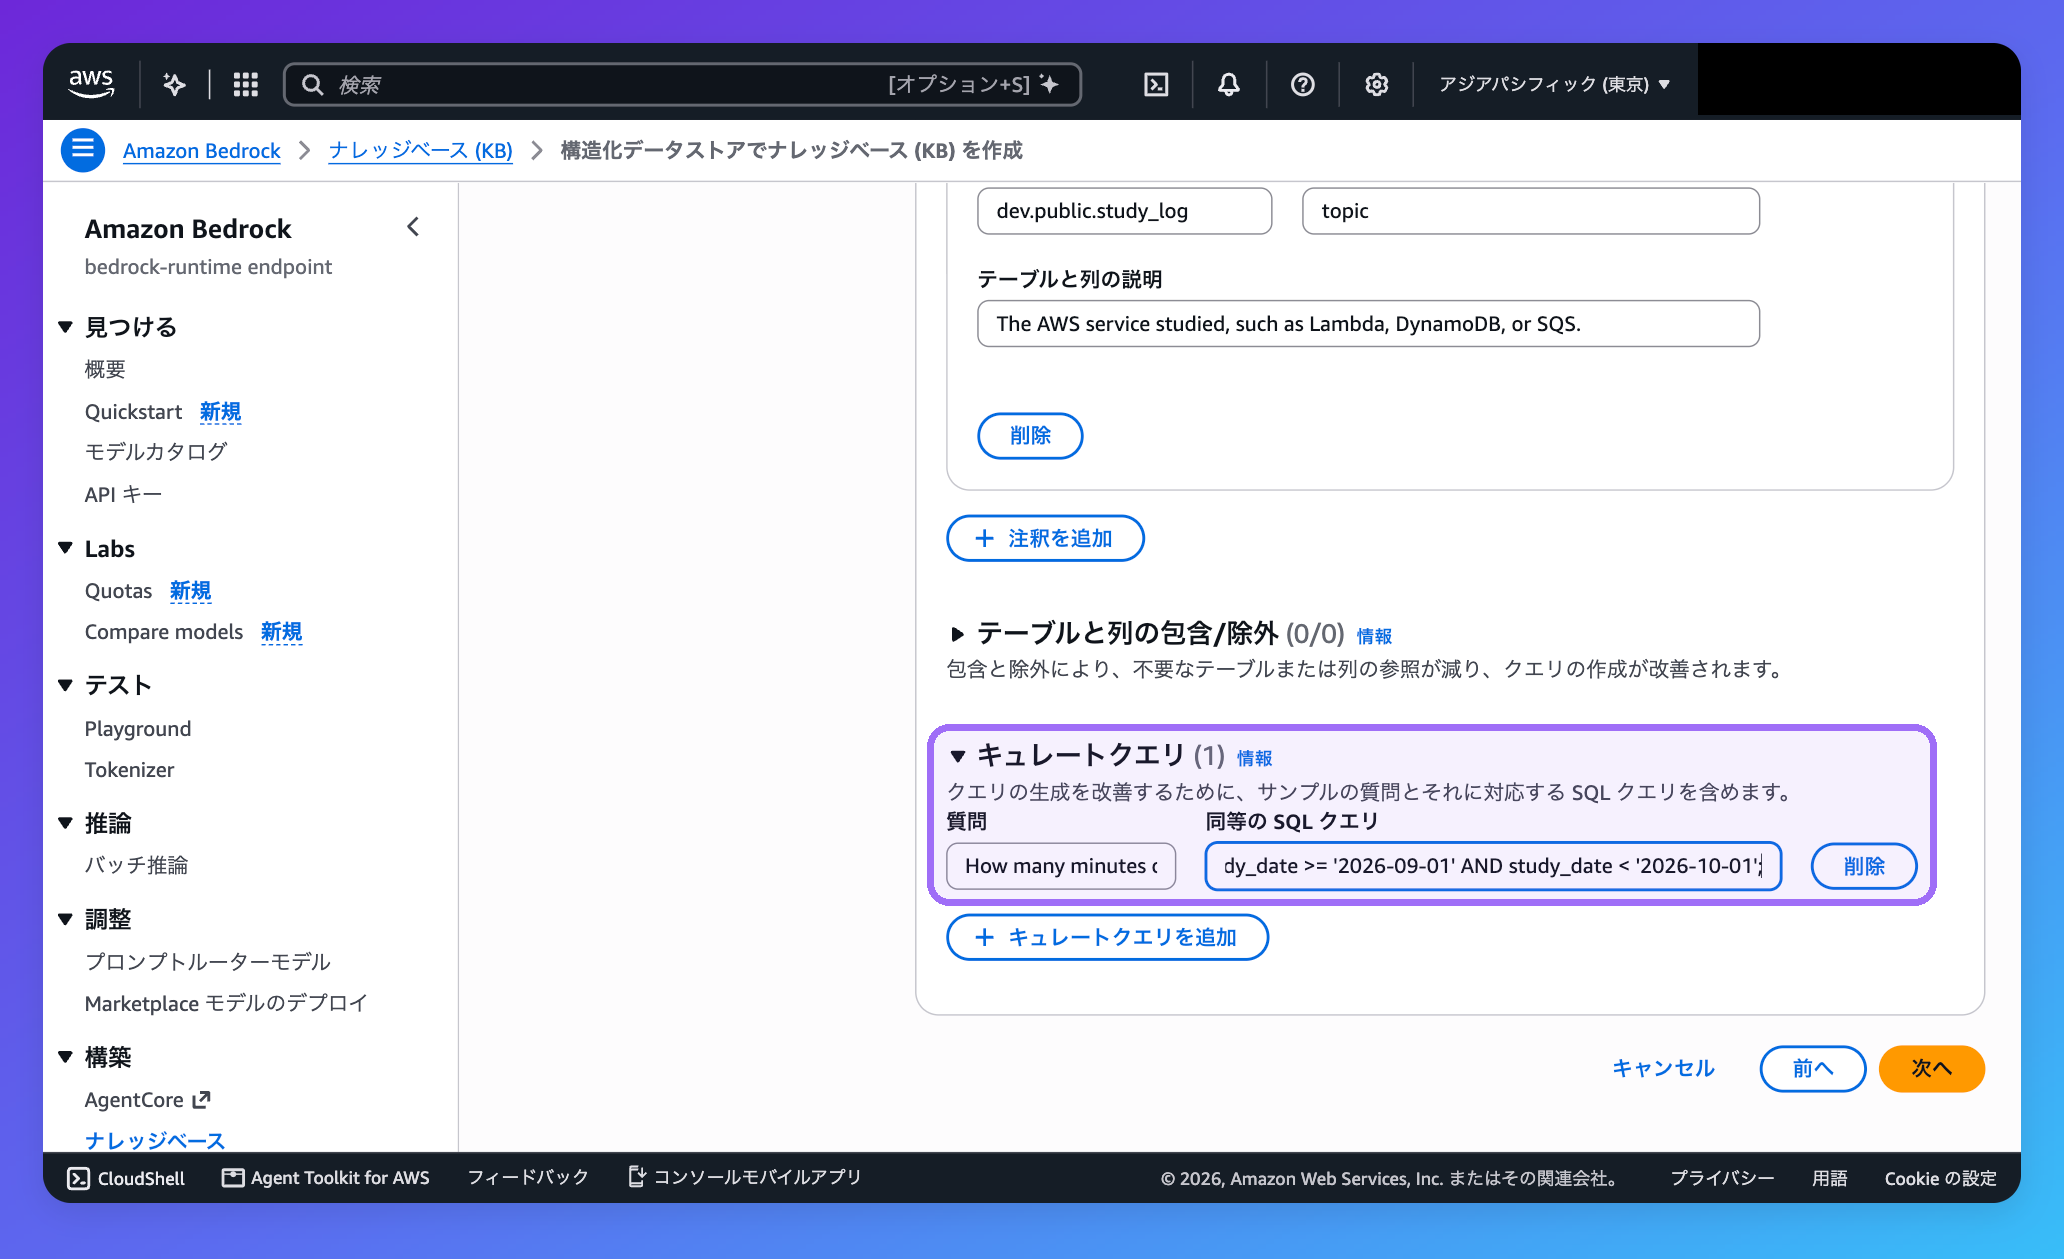 aws
検索
[オプション+S]
アジアパシフィック (東京)
Amazon Bedrock
ナレッジベース (KB)
構造化データストアでナレッジベース (KB) を作成
Amazon Bedrock
bedrock-runtime endpoint
見つける
概要
Quickstart 新規
モデルカタログ
API キー
Labs
Quotas 新規
Compare models 新規
テスト
Playground
Tokenizer
推論
バッチ推論
調整
プロンプトルーターモデル
Marketplace モデルのデプロイ
構築
AgentCore
ナレッジベース
dev.public.study_log
topic
テーブルと列の説明
The AWS service studied, such as Lambda, DynamoDB, or SQS.
削除
注釈を追加
テーブルと列の包含/除外 (0/0) 情報
包含と除外により、不要なテーブルまたは列の参照が減り、クエリの作成が改善されます。
キュレートクエリ (1) 情報
クエリの生成を改善するために、サンプルの質問とそれに対応する SQL クエリを含めます。
質問
同等の SQL クエリ
How many minutes
dy_date >= '2026-09-01' AND study_date < '2026-10-01';
削除
キュレートクエリを追加
キャンセル
前へ
次へ
CloudShell
Agent Toolkit for AWS
フィードバック
コンソールモバイルアプリ
© 2026, Amazon Web Services, Inc. またはその関連会社。
プライバシー
用語
Cookie の設定